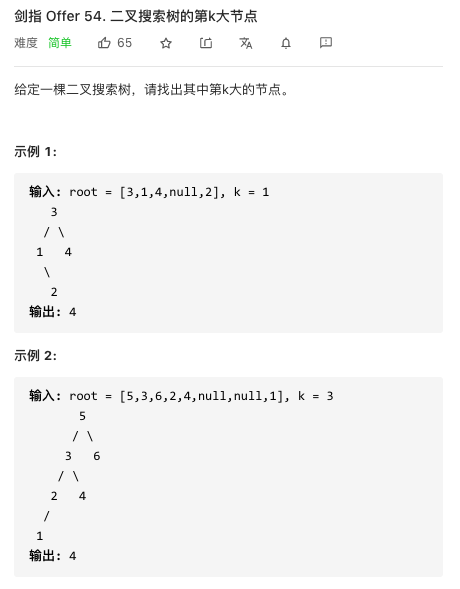 剑指 Offer 54. 二叉搜索树的第k大节点
难度 简单 65
给定一棵二叉搜索树，请找出其中第k大的节点。
示例 1:
输入: root = [3,1,4,null,2], k = 1
3
/ \
1 4
\
2
输出: 4
示例 2:
输入: root = [5,3,6,2,4,null,null,1], k = 3
5
/ \
3 6
/ \
2 4
/
1
输出: 4